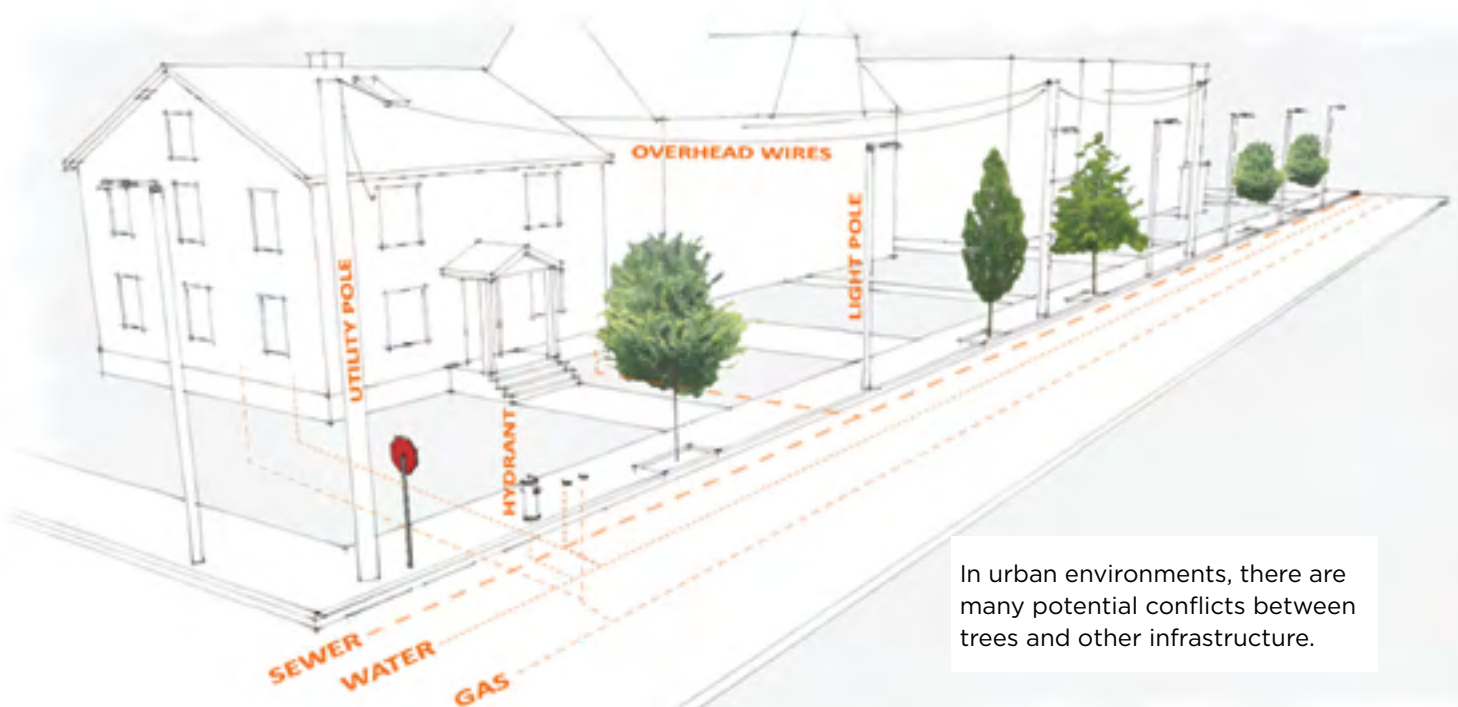 OVERHEAD WIRES
UTILITY POLE
LIGHT POLE
HYDRANT
SEWER
WATER
GAS
In urban environments, there are
many potential conflicts between
trees and other infrastructure.